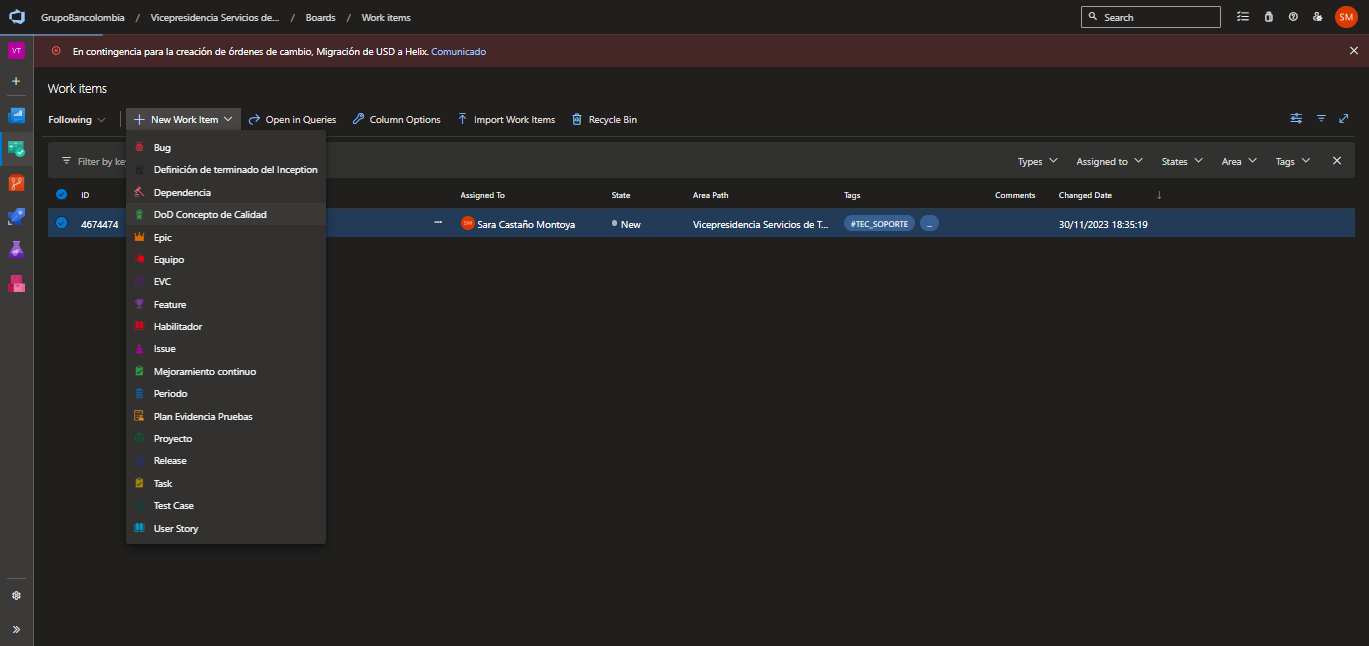 GrupoBancolombia / Vicepresidencia Servicios de... / Boards / Work items
Search
SM
VT
En contingencia para la creación de órdenes de cambio, Migración de USD a Helix. Comunicado
Work items
Following
New Work Item
Open in Queries
Column Options
Import Work Items
Recycle Bin
Filter by ke
Types
Assigned to
States
Area
Tags
ID
Assigned To
State
Area Path
Tags
Comments
Changed Date
4674474
SM Sara Castaño Montoya
New
Vicepresidencia Servicios de T...
#TEC_SOPORTE
...
30/11/2023 18:35:19
Bug
Definición de terminado del Inception
Dependencia
DoD Concepto de Calidad
Epic
Equipo
EVC
Feature
Habilitador
Issue
Mejoramiento continuo
Periodo
Plan Evidencia Pruebas
Proyecto
Release
Task
Test Case
User Story